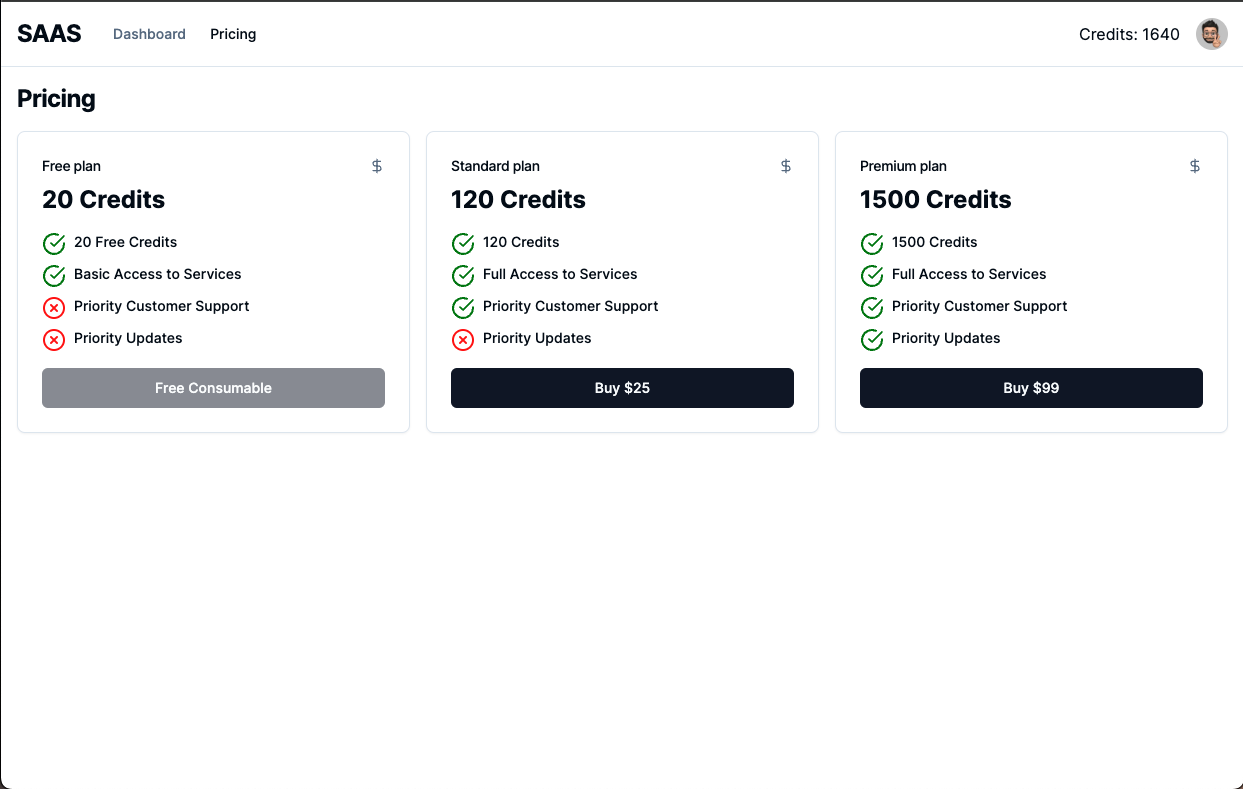 SAAS Dashboard Pricing Credits: 1640
Pricing
Free plan $
20 Credits
20 Free Credits
Basic Access to Services
Priority Customer Support
Priority Updates
Free Consumable
Standard plan $
120 Credits
120 Credits
Full Access to Services
Priority Customer Support
Priority Updates
Buy $25
Premium plan $
1500 Credits
1500 Credits
Full Access to Services
Priority Customer Support
Priority Updates
Buy $99